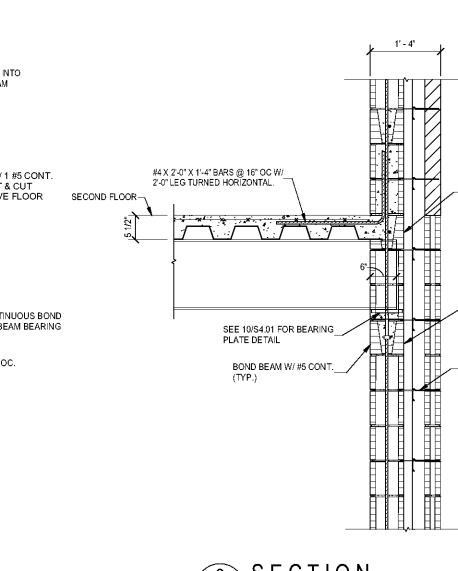 1' - 4"
NTO
AM
#4 X 2'-0" X 1'-4" BARS @ 16" OC W/
2'-0" LEG TURNED HORIZONTAL.
/ 1 #5 CONT.
T & CUT
VE FLOOR
SECOND FLOOR
5 1/2"
6"
TINUOUS BOND
BEAM BEARING
SEE 10/S4.01 FOR BEARING
PLATE DETAIL
OC.
BOND BEAM W/ #5 CONT.
(TYP.)
SECTION